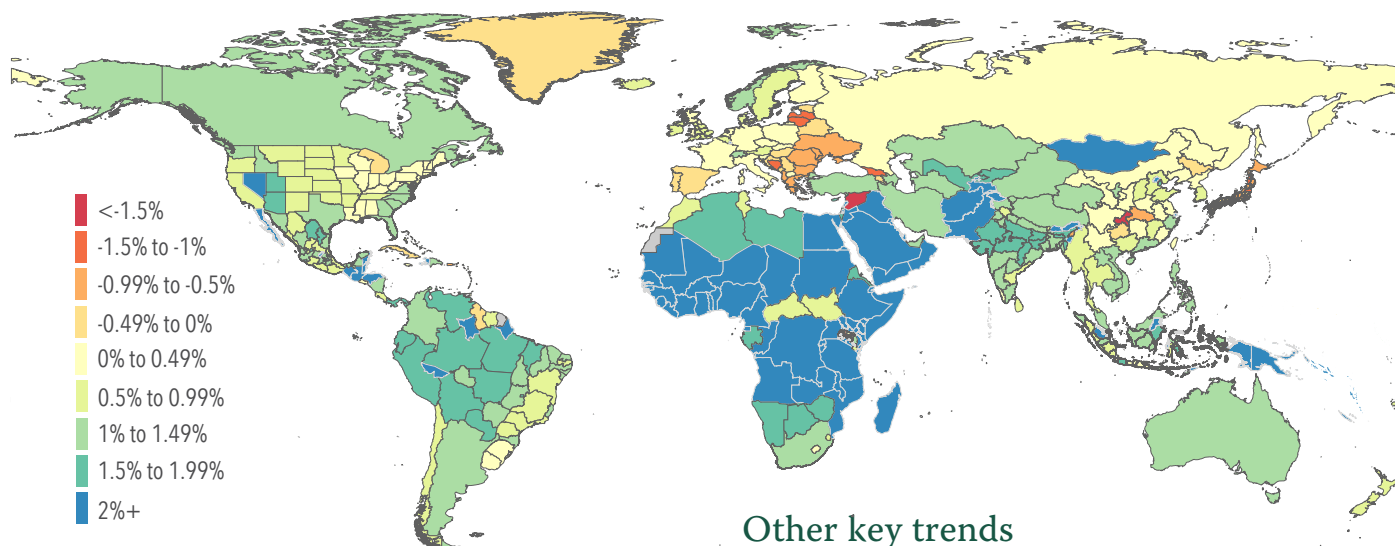 <-1.5%
-1.5% to -1%
-0.99% to -0.5%
-0.49% to 0%
0% to 0.49%
0.5% to 0.99%
1% to 1.49%
1.5% to 1.99%
2%+
Other key trends